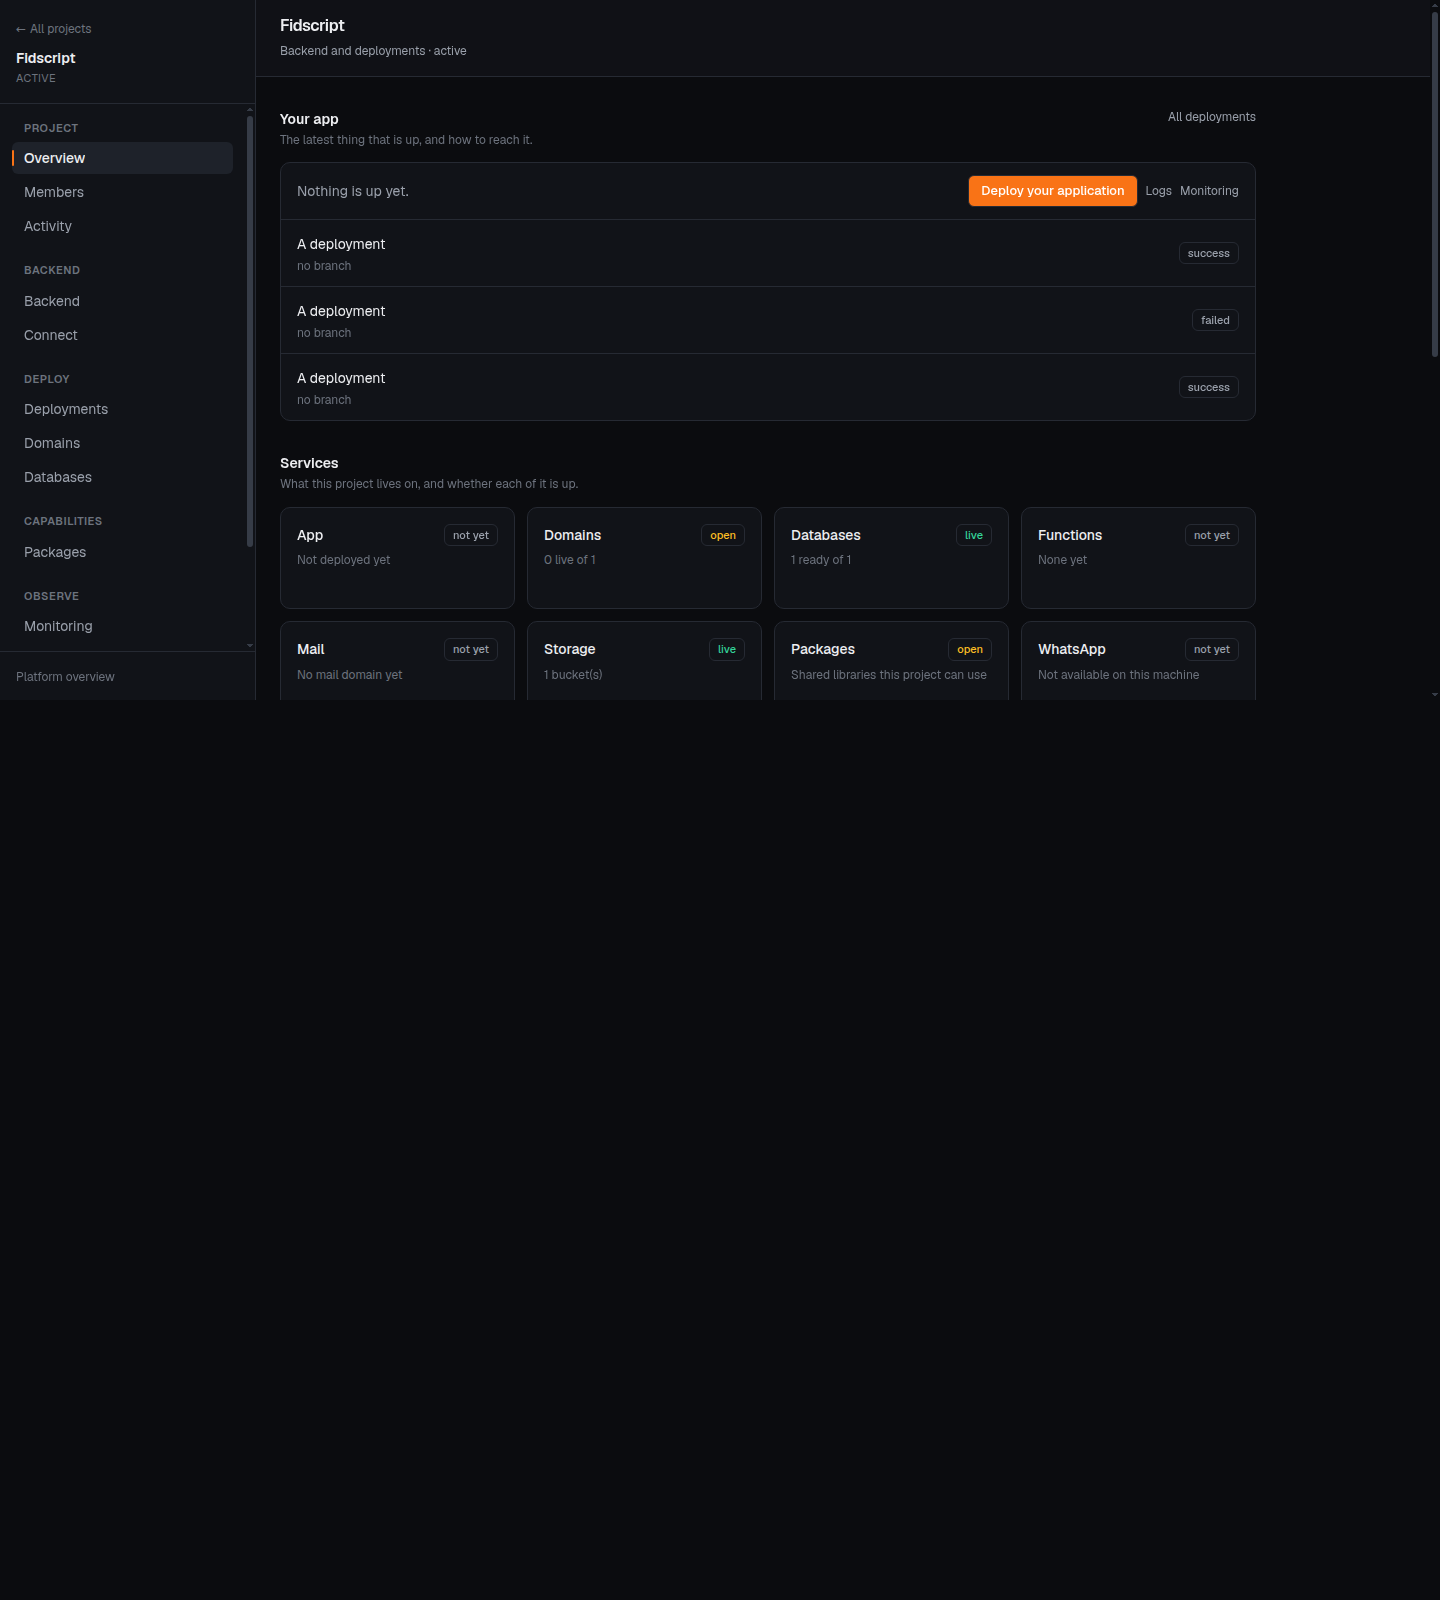 ← All projects
Fidscript
ACTIVE
PROJECT
Overview
Members
Activity
BACKEND
Backend
Connect
DEPLOY
Deployments
Domains
Databases
CAPABILITIES
Packages
OBSERVE
Monitoring
Platform overview
Fidscript
Backend and deployments · active
Your app
All deployments
The latest thing that is up, and how to reach it.
Nothing is up yet.
Deploy your application Logs Monitoring
A deployment
no branch
success
A deployment
no branch
failed
A deployment
no branch
success
Services
What this project lives on, and whether each of it is up.
App not yet
Not deployed yet
Domains open
0 live of 1
Databases live
1 ready of 1
Functions not yet
None yet
Mail not yet
No mail domain yet
Storage live
1 bucket(s)
Packages open
Shared libraries this project can use
WhatsApp not yet
Not available on this machine